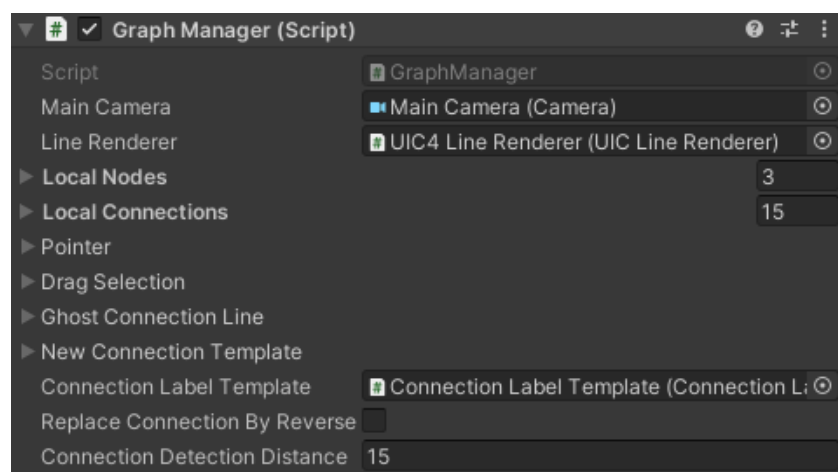 Graph Manager (Script)
Script GraphManager
Main Camera Main Camera (Camera)
Line Renderer UIC4 Line Renderer (UIC Line Renderer)
Local Nodes 3
Local Connections 15
Pointer
Drag Selection
Ghost Connection Line
New Connection Template
Connection Label Template Connection Label Template (Connection La
Replace Connection By Reverse
Connection Detection Distance 15